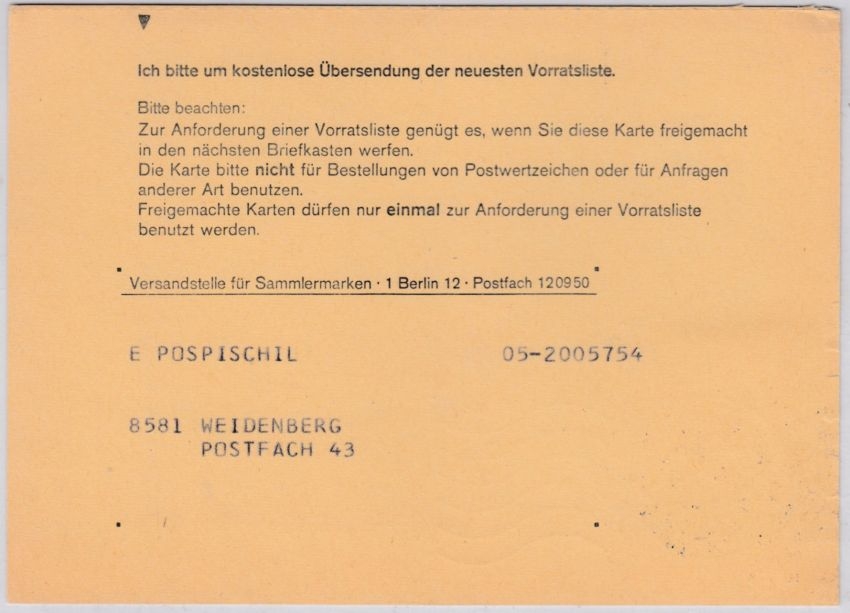 Ich bitte um kostenlose Übersendung der neuesten Vorratsliste.
Bitte beachten:
Zur Anforderung einer Vorratsliste genügt es, wenn Sie diese Karte freigemacht
in den nächsten Briefkasten werfen.
Die Karte bitte nicht für Bestellungen von Postwertzeichen oder für Anfragen
anderer Art benutzen.
Freigemachte Karten dürfen nur einmal zur Anforderung einer Vorratsliste
benutzt werden.
Versandstelle für Sammlermarken · 1 Berlin 12 · Postfach 120950
E POSPISCHIL 05-2005754
8581 WEIDENBERG
POSTFACH 43